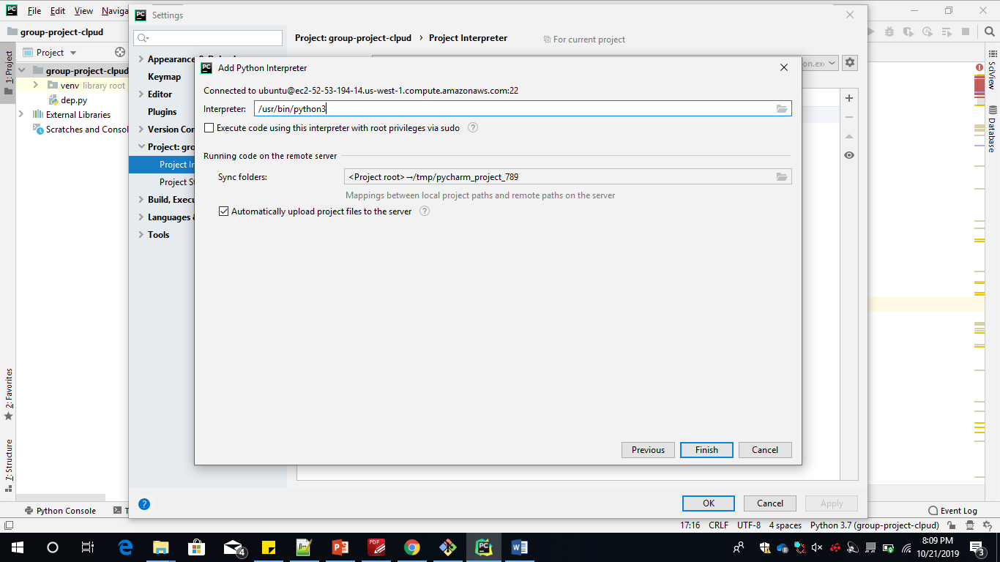 File Edit View Naviga
Settings
group-project-clpud
Project: group-project-clpud › Project Interpreter
For current project
1: Project
Project
Appearance
on.exe
Add Python Interpreter
group-project-clpud
Keymap
venv library root
Connected to ubuntu@ec2-52-53-194-14.us-west-1.compute.amazonaws.com:22
SciView
Editor
dep.py
Interpreter: /usr/bin/python3
Plugins
External Libraries
Execute code using this interpreter with root privileges via sudo
Version Con
Scratches and Consol
Database
Project: gro
Running code on the remote server
Project In
Sync folders: <Project root>→/tmp/pycharm_project_789
Project St
Mappings between local project paths and remote paths on the server
Build, Execu
Automatically upload project files to the server
Languages &
Tools
2: Favorites
7: Structure
Previous Finish Cancel
OK Cancel Apply
Python Console T
Event Log
17:16 CRLF UTF-8 4 spaces Python 3.7 (group-project-clpud)
8:09 PM
10/21/2019
4
3